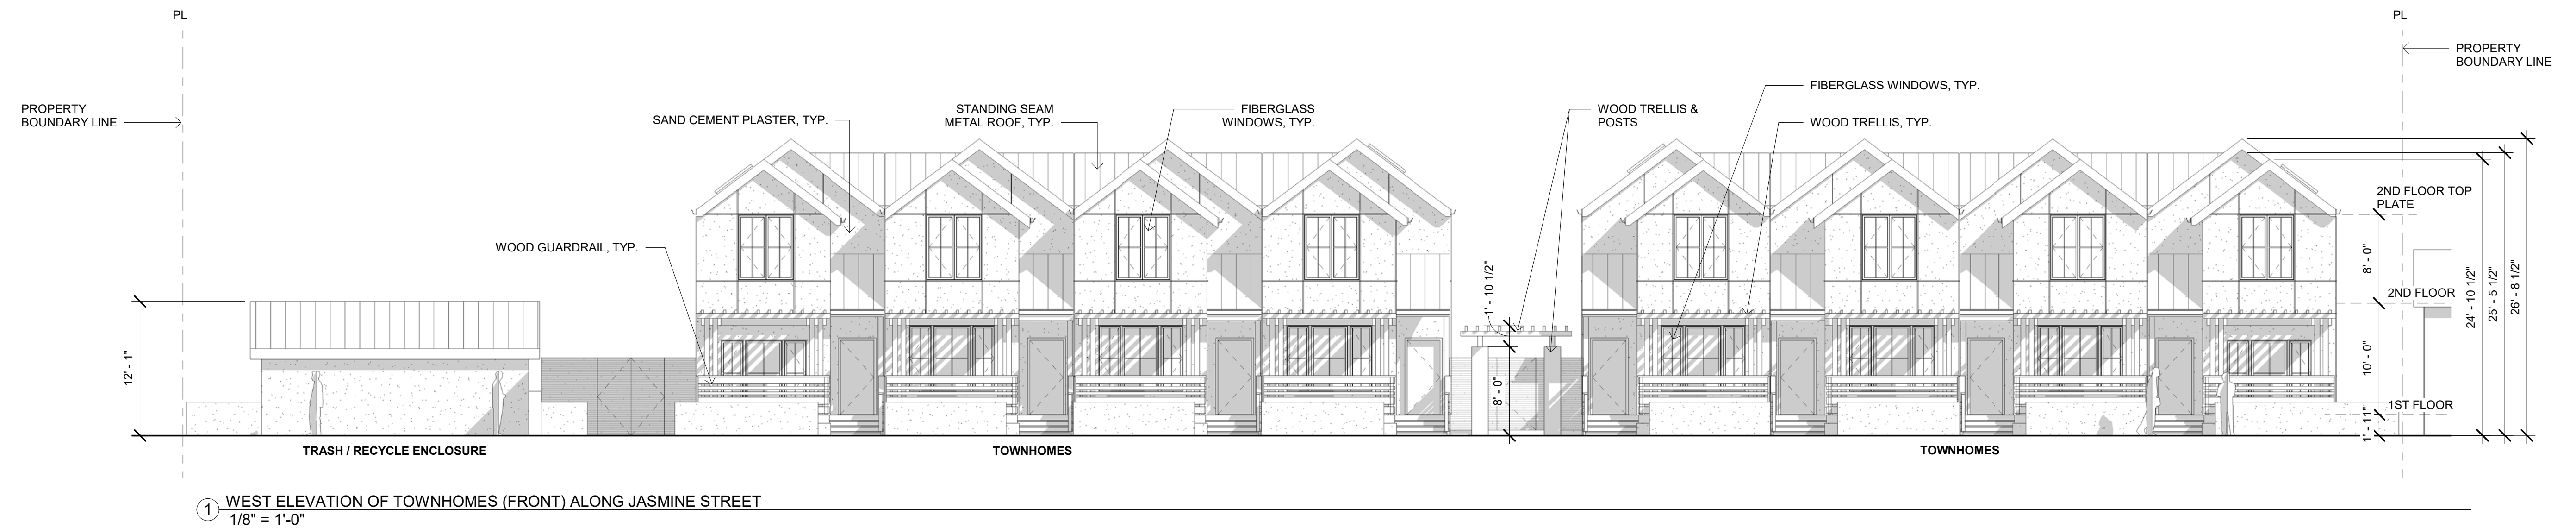 PL
PL
PROPERTY
BOUNDARY LINE
PROPERTY
BOUNDARY LINE
SAND CEMENT PLASTER, TYP.
STANDING SEAM
METAL ROOF, TYP.
FIBERGLASS
WINDOWS, TYP.
WOOD TRELLIS &
POSTS
FIBERGLASS WINDOWS, TYP.
WOOD TRELLIS, TYP.
WOOD GUARDRAIL, TYP.
2ND FLOOR TOP
PLATE
8' - 0"
2ND FLOOR
10' - 0"
1ST FLOOR
1' - 11"
24' - 10 1/2"
25' - 5 1/2"
26' - 8 1/2"
1' - 10 1/2"
8' - 0"
12' - 1"
TRASH / RECYCLE ENCLOSURE
TOWNHOMES
TOWNHOMES
1 WEST ELEVATION OF TOWNHOMES (FRONT) ALONG JASMINE STREET
1/8" = 1'-0"